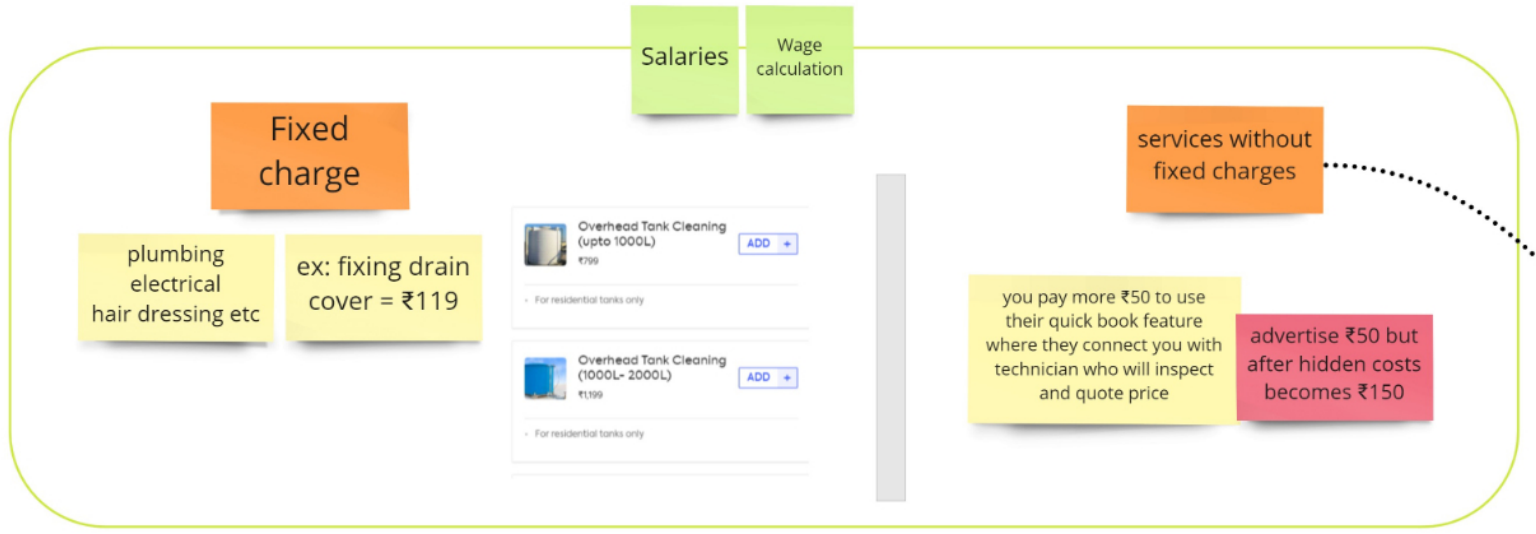 Salaries
Wage
calculation
Fixed
charge
plumbing
electrical
hair dressing etc
ex: fixing drain
cover = ₹119
Overhead Tank Cleaning
(upto 1000L)
₹799
ADD +
• For residential tanks only
Overhead Tank Cleaning
(1000L- 2000L)
₹1,199
ADD +
• For residential tanks only
services without
fixed charges
you pay more ₹50 to use
their quick book feature
where they connect you with
technician who will inspect
and quote price
advertise ₹50 but
after hidden costs
becomes ₹150